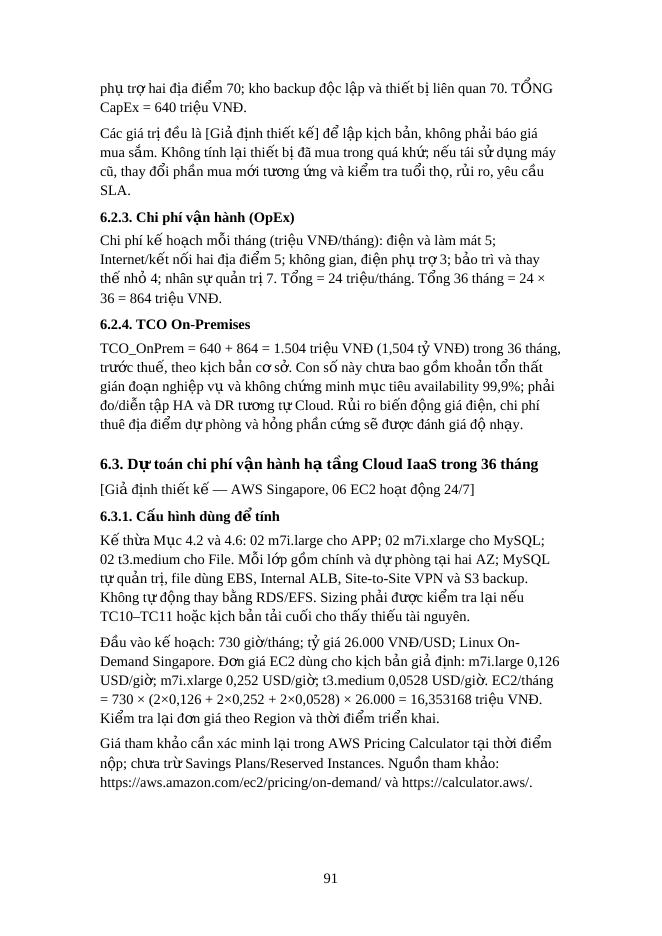 phụ trợ hai địa điểm 70; kho backup độc lập và thiết bị liên quan 70. TỔNG
CapEx = 640 triệu VNĐ.
Các giá trị đều là [Giả định thiết kế] để lập kịch bản, không phải báo giá
mua sắm. Không tính lại thiết bị đã mua trong quá khứ; nếu tái sử dụng máy
cũ, thay đổi phần mua mới tương ứng và kiểm tra tuổi thọ, rủi ro, yêu cầu
SLA.
6.2.3. Chi phí vận hành (OpEx)
Chi phí kế hoạch mỗi tháng (triệu VNĐ/tháng): điện và làm mát 5;
Internet/kết nối hai địa điểm 5; không gian, điện phụ trợ 3; bảo trì và thay
thế nhỏ 4; nhân sự quản trị 7. Tổng = 24 triệu/tháng. Tổng 36 tháng = 24 ×
36 = 864 triệu VNĐ.
6.2.4. TCO On-Premises
TCO_OnPrem = 640 + 864 = 1.504 triệu VNĐ (1,504 tỷ VNĐ) trong 36 tháng,
trước thuế, theo kịch bản cơ sở. Con số này chưa bao gồm khoản tổn thất
gián đoạn nghiệp vụ và không chứng minh mục tiêu availability 99,9%; phải
đo/diễn tập HA và DR tương tự Cloud. Rủi ro biến động giá điện, chi phí
thuê địa điểm dự phòng và hỏng phần cứng sẽ được đánh giá độ nhạy.
6.3. Dự toán chi phí vận hành hạ tầng Cloud IaaS trong 36 tháng
[Giả định thiết kế — AWS Singapore, 06 EC2 hoạt động 24/7]
6.3.1. Cấu hình dùng để tính
Kế thừa Mục 4.2 và 4.6: 02 m7i.large cho APP; 02 m7i.xlarge cho MySQL;
02 t3.medium cho File. Mỗi lớp gồm chính và dự phòng tại hai AZ; MySQL
tự quản trị, file dùng EBS, Internal ALB, Site-to-Site VPN và S3 backup.
Không tự động thay bằng RDS/EFS. Sizing phải được kiểm tra lại nếu
TC10–TC11 hoặc kịch bản tải cuối cho thấy thiếu tài nguyên.
Đầu vào kế hoạch: 730 giờ/tháng; tỷ giá 26.000 VNĐ/USD; Linux On-
Demand Singapore. Đơn giá EC2 dùng cho kịch bản giả định: m7i.large 0,126
USD/giờ; m7i.xlarge 0,252 USD/giờ; t3.medium 0,0528 USD/giờ. EC2/tháng
= 730 × (2×0,126 + 2×0,252 + 2×0,0528) × 26.000 = 16,353168 triệu VNĐ.
Kiểm tra lại đơn giá theo Region và thời điểm triển khai.
Giá tham khảo cần xác minh lại trong AWS Pricing Calculator tại thời điểm
nộp; chưa trừ Savings Plans/Reserved Instances. Nguồn tham khảo:
https://aws.amazon.com/ec2/pricing/on-demand/ và https://calculator.aws/.
91